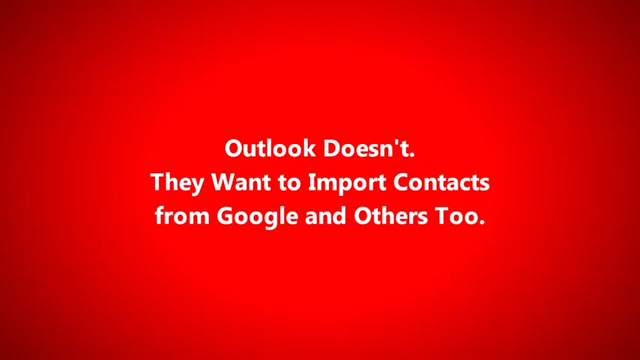 Outlook Doesn't.
They Want to Import Contacts
from Google and Others Too.